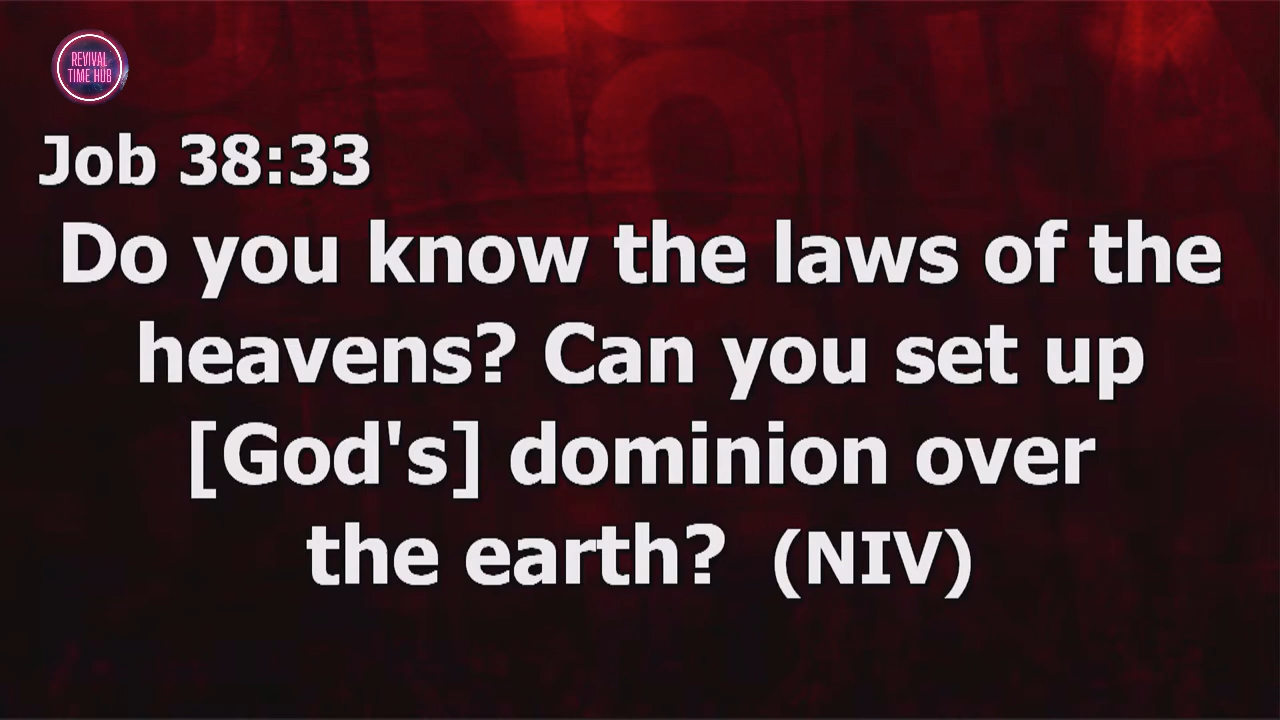 REVIVAL
TIME HUB
Job 38:33
Do you know the laws of the
heavens? Can you set up
[God's] dominion over
the earth? (NIV)